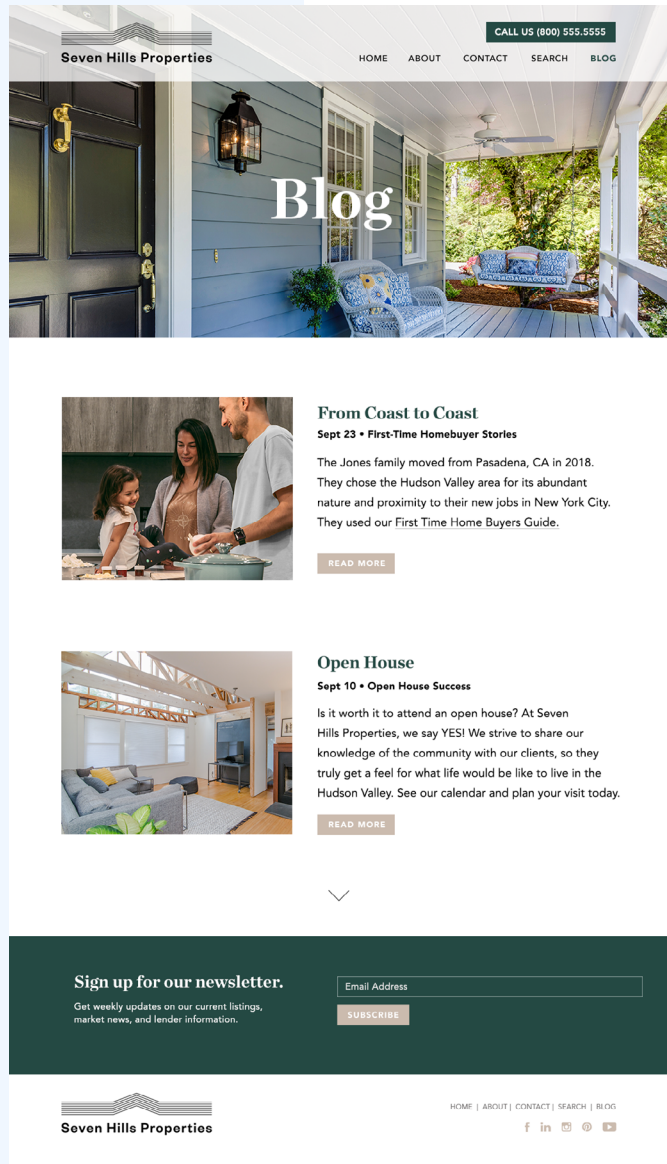 CALL US (800) 555.5555
Seven Hills Properties
HOME ABOUT CONTACT SEARCH BLOG
Blog
From Coast to Coast
Sept 23 • First-Time Homebuyer Stories
The Jones family moved from Pasadena, CA in 2018.
They chose the Hudson Valley area for its abundant
nature and proximity to their new jobs in New York City.
They used our First Time Home Buyers Guide.
READ MORE
Open House
Sept 10 • Open House Success
Is it worth it to attend an open house? At Seven
Hills Properties, we say YES! We strive to share our
knowledge of the community with our clients, so they
truly get a feel for what life would be like to live in the
Hudson Valley. See our calendar and plan your visit today.
READ MORE
Sign up for our newsletter.
Get weekly updates on our current listings,
market news, and lender information.
Email Address
SUBSCRIBE
Seven Hills Properties
HOME | ABOUT | CONTACT | SEARCH | BLOG